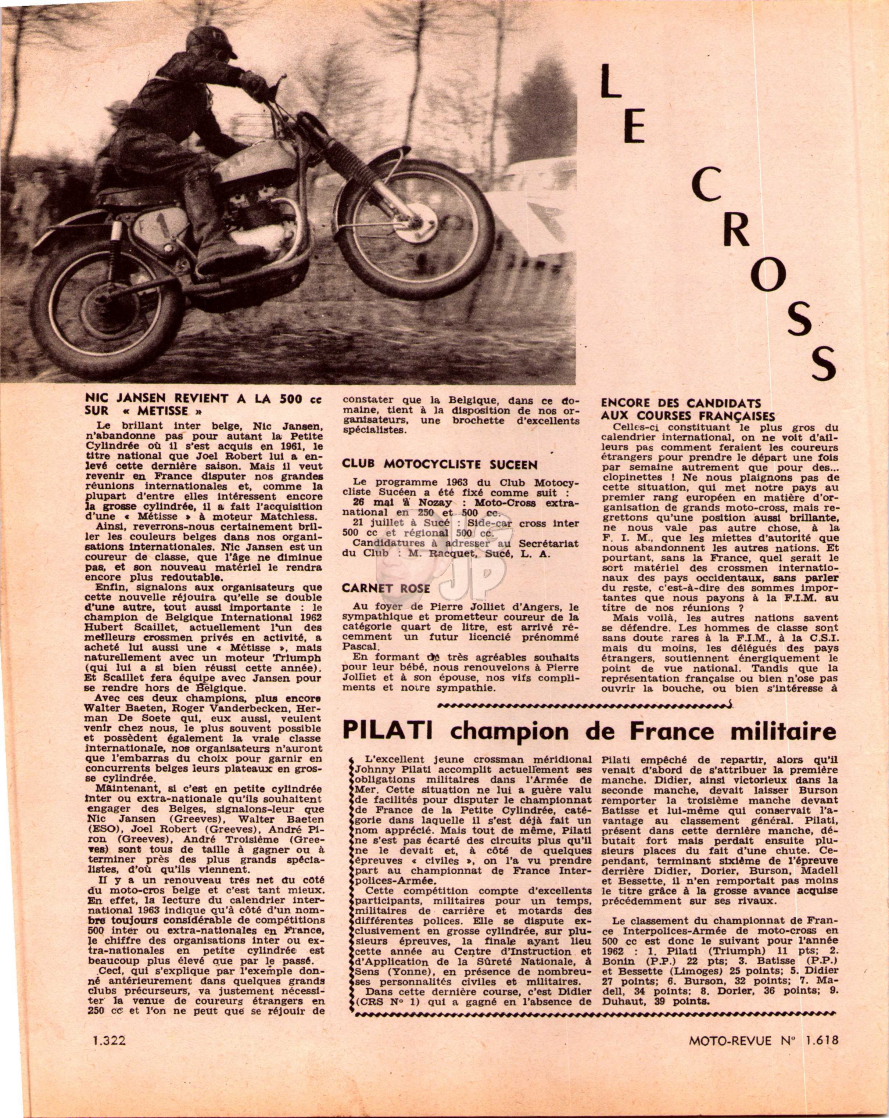 LE
CROSS
NIC JANSEN REVIENT A LA 500 cc
SUR « METISSE »
Le brillant inter belge, Nic Jansen,
n'abandonne pas pour autant la Petite
Cylindrée où il s'est acquis en 1961, le
titre national que Joel Robert lui a en-
levé cette dernière saison. Mais il veut
revenir en France disputer nos grandes
réunions internationales et, comme la
plupart d'entre elles intéressent encore
la grosse cylindrée, il a fait l'acquisition
d'une « Métisse » à moteur Matchless.
Ainsi, reverrons-nous certainement bril-
ler les couleurs belges dans nos organi-
sations internationales. Nic Jansen est un
coureur de classe, que l'âge ne diminue
pas, et son nouveau matériel le rendra
encore plus redoutable.
Enfin, signalons aux organisateurs que
cette nouvelle réjouira qu'elle se double
d'une autre, tout aussi importante : le
champion de Belgique International 1962
Hubert Scaillet, actuellement l'un des
meilleurs crossmen privés en activité, a
acheté lui aussi une « Métisse », mais
naturellement avec un moteur Triumph
(qui lui a si bien réussi cette année).
Et Scaillet fera équipe avec Jansen pour
se rendre hors de Belgique.
Avec ces deux champions, plus encore
Walter Baeten, Roger Vanderbecken, Her-
man De Soete qui, eux aussi, veulent
venir chez nous, le plus souvent possible
et possèdent également la vraie classe
internationale, nos organisateurs n'auront
que l'embarras du choix pour garnir en
concurrents belges leurs plateaux en gros-
se cylindrée.
Maintenant, si c'est en petite cylindrée
inter ou extra-nationale qu'ils souhaitent
engager des Belges, signalons-leur que
Nic Jansen (Greeves), Walter Baeten
(ESO), Joel Robert (Greeves), André Pi-
ron (Greeves), André Troisième (Gree-
ves) sont tous de taille à gagner ou à
terminer près des plus grands spécia-
listes, d'où qu'ils viennent.
Il y a un renouveau très net du côté
du moto-cros belge et c'est tant mieux.
En effet, la lecture du calendrier inter-
national 1963 indique qu'à côté d'un nom-
bre toujours considérable de compétitions
500 inter ou extra-nationales en France,
le chiffre des organisations inter ou ex-
tra-nationales en petite cylindrée est
beaucoup plus élevé que par le passé.
Ceci, qui s'explique par l'exemple don-
né antérieurement dans quelques grands
clubs précurseurs, va justement nécessi-
ter la venue de coureurs étrangers en
250 cc et l'on ne peut que se réjouir de
constater que la Belgique, dans ce do-
maine, tient à la disposition de nos or-
ganisateurs, une brochette d'excellents
spécialistes.
CLUB MOTOCYCLISTE SUCEEN
Le programme 1963 du Club Motocy-
cliste Sucéen a été fixé comme suit :
26 mai à Nozay : Moto-Cross extra-
national en 250 et 500 cc.
21 juillet à Sucé : Side-car cross inter
500 cc et régional 500 cc.
Candidatures à adresser au Secrétariat
du Club : M. Racquet, Sucé, L. A.
CARNET ROSE
Au foyer de Pierre Jolliet d'Angers, le
sympathique et prometteur coureur de la
catégorie quart de litre, est arrivé ré-
cemment un futur licencié prénommé
Pascal.
En formant de très agréables souhaits
pour leur bébé, nous renouvelons à Pierre
Jolliet et à son épouse, nos vifs compli-
ments et notre sympathie.
ENCORE DES CANDIDATS
AUX COURSES FRANÇAISES
Celles-ci constituant le plus gros du
calendrier international, on ne voit d'ail-
leurs pas comment feraient les coureurs
étrangers pour prendre le départ une fois
par semaine autrement que pour des...
clopinettes ! Ne nous plaignons pas de
cette situation, qui met notre pays au
premier rang européen en matière d'or-
ganisation de grands moto-cross, mais re-
grettons qu'une position aussi brillante,
ne nous vale pas autre chose, à la
F. I. M., que les miettes d'autorité que
nous abandonnent les autres nations. Et
pourtant, sans la France, quel serait le
sort matériel des crossmen internatio-
naux des pays occidentaux, sans parler
du reste, c'est-à-dire des sommes impor-
tantes que nous payons à la F.I.M. au
titre de nos réunions ?
Mais voilà, les autres nations savent
se défendre. Les hommes de classe sont
sans doute rares à la F.I.M., à la C.S.I.
mais du moins, les délégués des pays
étrangers, soutiennent énergiquement le
point de vue national. Tandis que la
représentation française ou bien n'ose pas
ouvrir la bouche, ou bien s'intéresse à
PILATI champion de France militaire
L'excellent jeune crossman méridional
Johnny Pilati accomplit actuellement ses
obligations militaires dans l'Armée de
Mer. Cette situation ne lui a guère valu
de facilités pour disputer le championnat
de France de la Petite Cylindrée, caté-
gorie dans laquelle il s'est déjà fait un
nom apprécié. Mais tout de même, Pilati
ne s'est pas écarté des circuits plus qu'il
ne le devait et, à côté de quelques
épreuves « civiles », on l'a vu prendre
part au championnat de France Inter-
polices-Armée.
Cette compétition compte d'excellents
participants, militaires pour un temps,
militaires de carrière et motards des
différentes polices. Elle se dispute ex-
clusivement en grosse cylindrée, sur plu-
sieurs épreuves, la finale ayant lieu
cette année au Centre d'Instruction et
d'Application de la Sûreté Nationale, à
Sens (Yonne), en présence de nombreu-
ses personnalités civiles et militaires.
Dans cette dernière course, c'est Didier
(CRS N° 1) qui a gagné en l'absence de
Pilati empêché de repartir, alors qu'il
venait d'abord de s'attribuer la première
manche. Didier, ainsi victorieux dans la
seconde manche, devait laisser Burson
remporter la troisième manche devant
Batisse et lui-même qui conservait l'a-
vantage au classement général. Pilati,
présent dans cette dernière manche, dé-
butait fort mais perdait ensuite plu-
sieurs places du fait d'une chute. Ce-
pendant, terminant sixième de l'épreuve
derrière Didier, Dorier, Burson, Madell
et Bessette, il n'en remportait pas moins
le titre grâce à la grosse avance acquise
précédemment sur ses rivaux.
Le classement du championnat de Fran-
ce Interpolices-Armée de moto-cross en
500 cc est donc le suivant pour l'année
1962 : 1. Pilati (Triumph) 11 pts; 2.
Bonin (P.P.) 22 pts; 3. Batisse (P.P.)
et Bessette (Limoges) 25 points; 5. Didier
27 points; 6. Burson, 32 points; 7. Ma-
dell, 34 points; 8. Dorier, 36 points; 9.
Duhaut, 39 points.
1.322
MOTO-REVUE N° 1.618